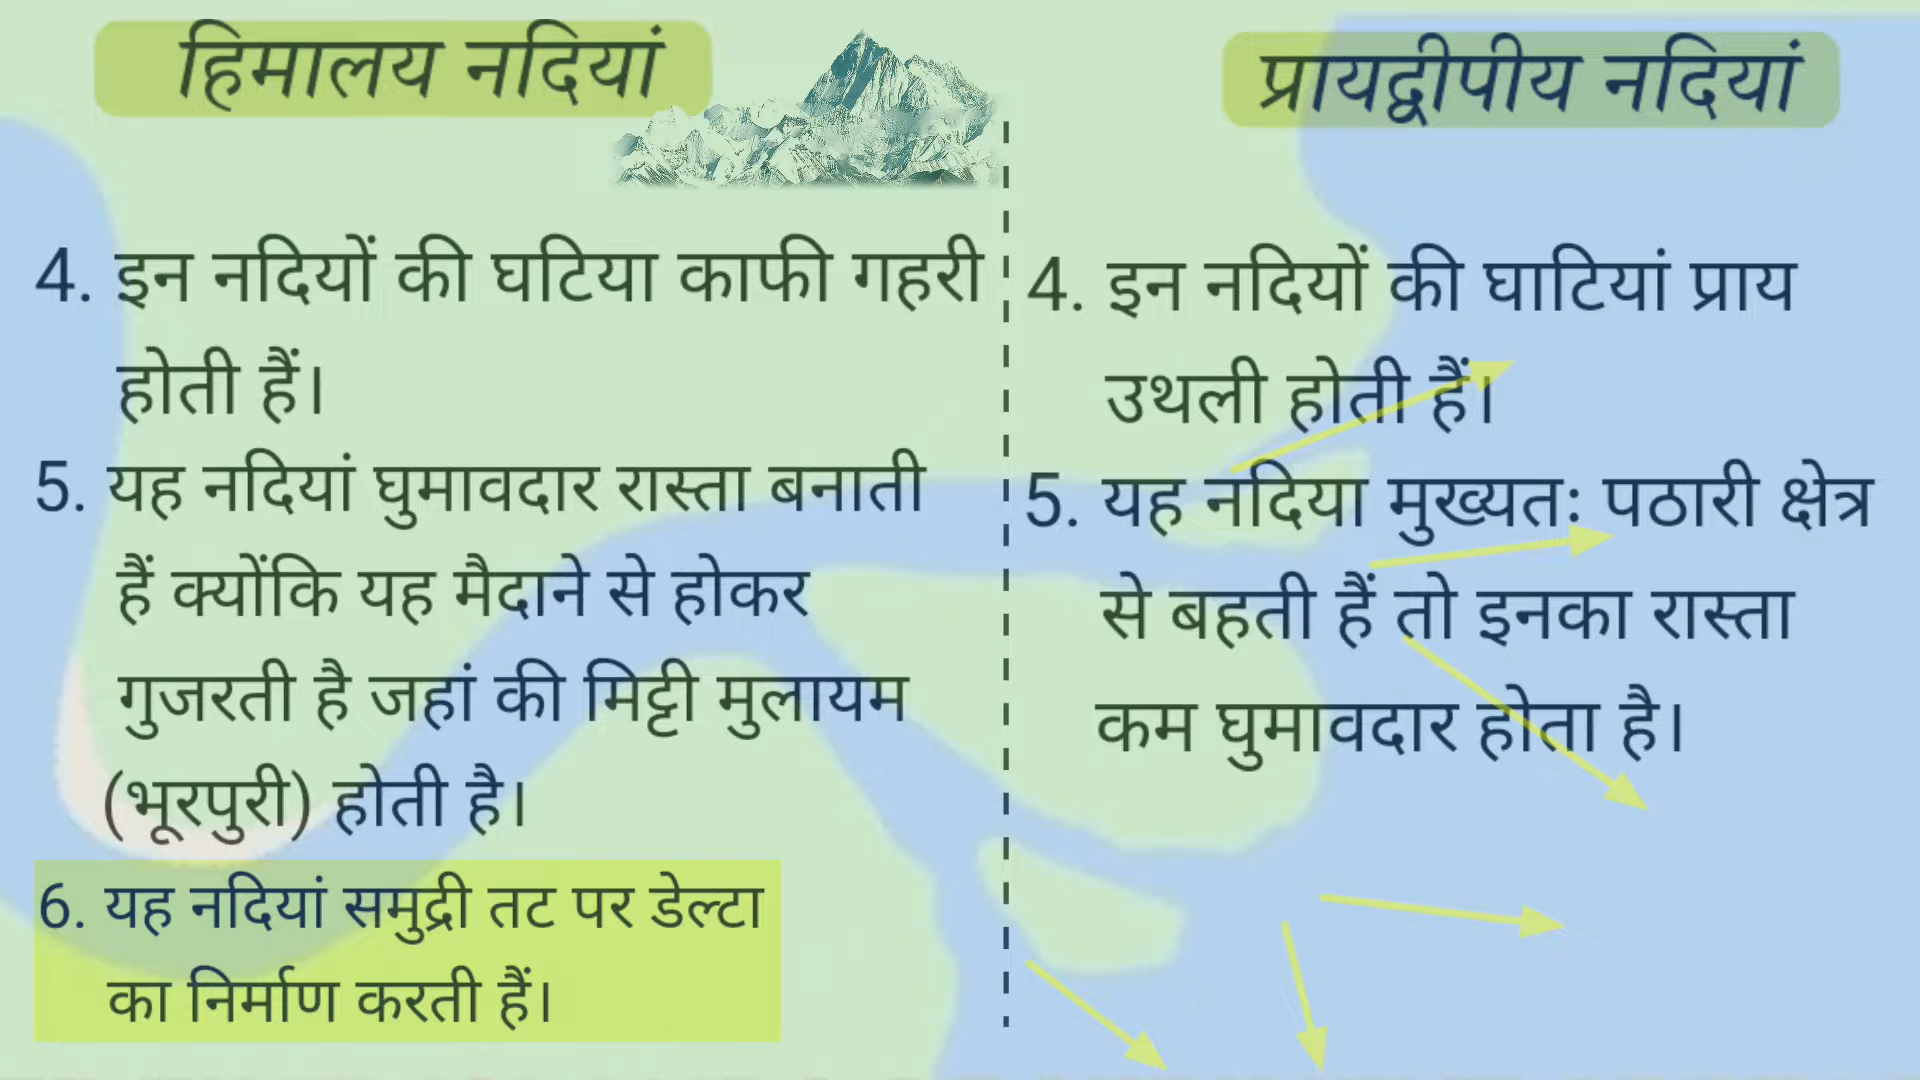 हिमालय नदियां
4. इन नदियों की घटिया काफी गहरी
होती हैं।
5. यह नदियां घुमावदार रास्ता बनाती
हैं क्योंकि यह मैदाने से होकर
गुजरती है जहां की मिट्टी मुलायम
(भूरपुरी) होती है।
6. यह नदियां समुद्री तट पर डेल्टा
का निर्माण करती हैं।
प्रायद्वीपीय नदियां
4. इन नदियों की घाटियां प्राय
उथली होती हैं।
5. यह नदिया मुख्यतः पठारी क्षेत्र
से बहती हैं तो इनका रास्ता
कम घुमावदार होता है।